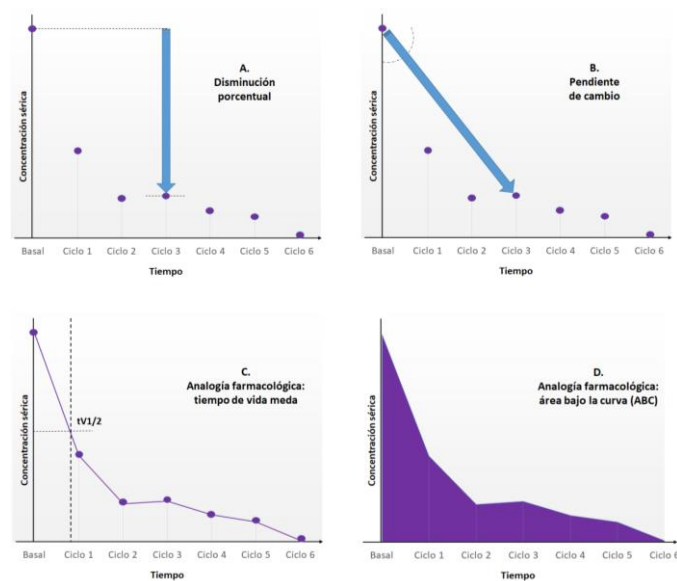 A.
Disminución
porcentual
Concentración sérica
Basal Ciclo 1 Ciclo 2 Ciclo 3 Ciclo 4 Ciclo 5 Ciclo 6
Tiempo
B.
Pendiente
de cambio
Concentración sérica
Basal Ciclo 1 Ciclo 2 Ciclo 3 Ciclo 4 Ciclo 5 Ciclo 6
Tiempo
C.
Analogía farmacológica:
tiempo de vida meda
tV1/2
Concentración sérica
Basal Ciclo 1 Ciclo 2 Ciclo 3 Ciclo 4 Ciclo 5 Ciclo 6
Tiempo
D.
Analogía farmacológica:
área bajo la curva (ABC)
Concentración sérica
Basal Ciclo 1 Ciclo 2 Ciclo 3 Ciclo 4 Ciclo 5 Ciclo 6
Tiempo